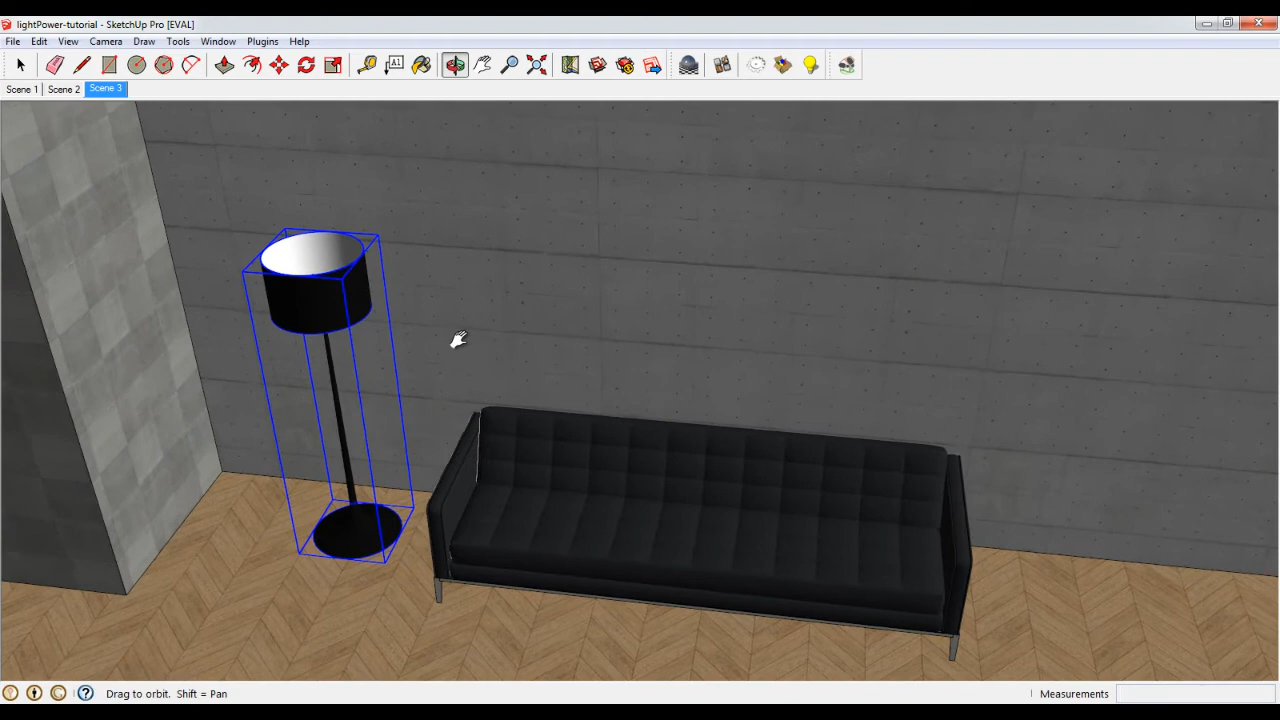 lightPower-tutorial - SketchUp Pro [EVAL]
File Edit View Camera Draw Tools Window Plugins Help
A1
Scene 1 Scene 2 Scene 3
Drag to orbit. Shift = Pan Measurements